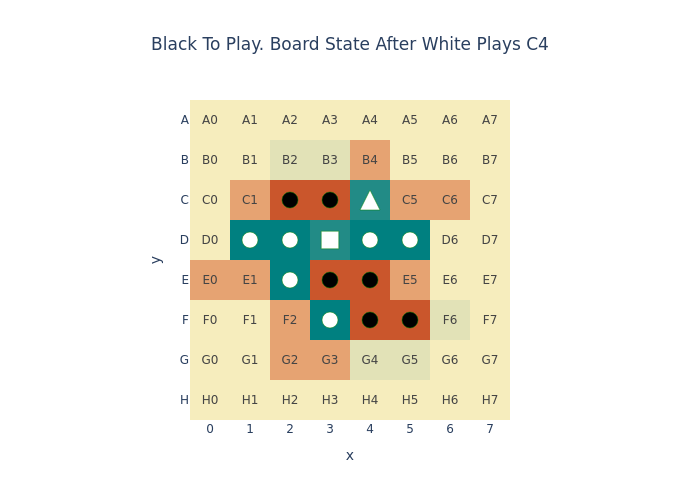 Black To Play. Board State After White Plays C4
A A0 A1 A2 A3 A4 A5 A6 A7
B B0 B1 B2 B3 B4 B5 B6 B7
C C0 C1 C5 C6 C7
D D0 D6 D7
E E0 E1 E5 E6 E7
F F0 F1 F2 F6 F7
G G0 G1 G2 G3 G4 G5 G6 G7
H H0 H1 H2 H3 H4 H5 H6 H7
0 1 2 3 4 5 6 7
x
y